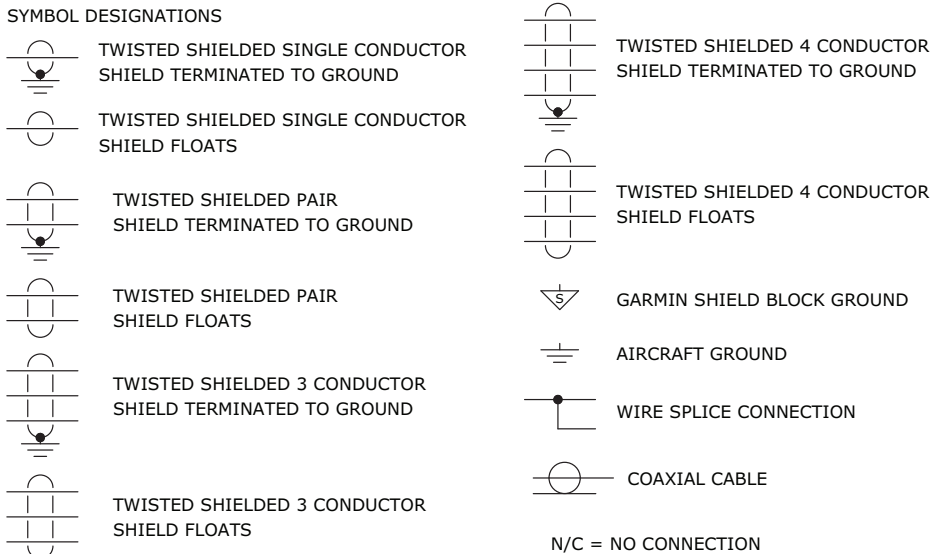 SYMBOL DESIGNATIONS
TWISTED SHIELDED SINGLE CONDUCTOR
SHIELD TERMINATED TO GROUND
TWISTED SHIELDED SINGLE CONDUCTOR
SHIELD FLOATS
TWISTED SHIELDED PAIR
SHIELD TERMINATED TO GROUND
TWISTED SHIELDED PAIR
SHIELD FLOATS
TWISTED SHIELDED 3 CONDUCTOR
SHIELD TERMINATED TO GROUND
TWISTED SHIELDED 3 CONDUCTOR
SHIELD FLOATS
TWISTED SHIELDED 4 CONDUCTOR
SHIELD TERMINATED TO GROUND
TWISTED SHIELDED 4 CONDUCTOR
SHIELD FLOATS
S
GARMIN SHIELD BLOCK GROUND
AIRCRAFT GROUND
WIRE SPLICE CONNECTION
COAXIAL CABLE
N/C = NO CONNECTION